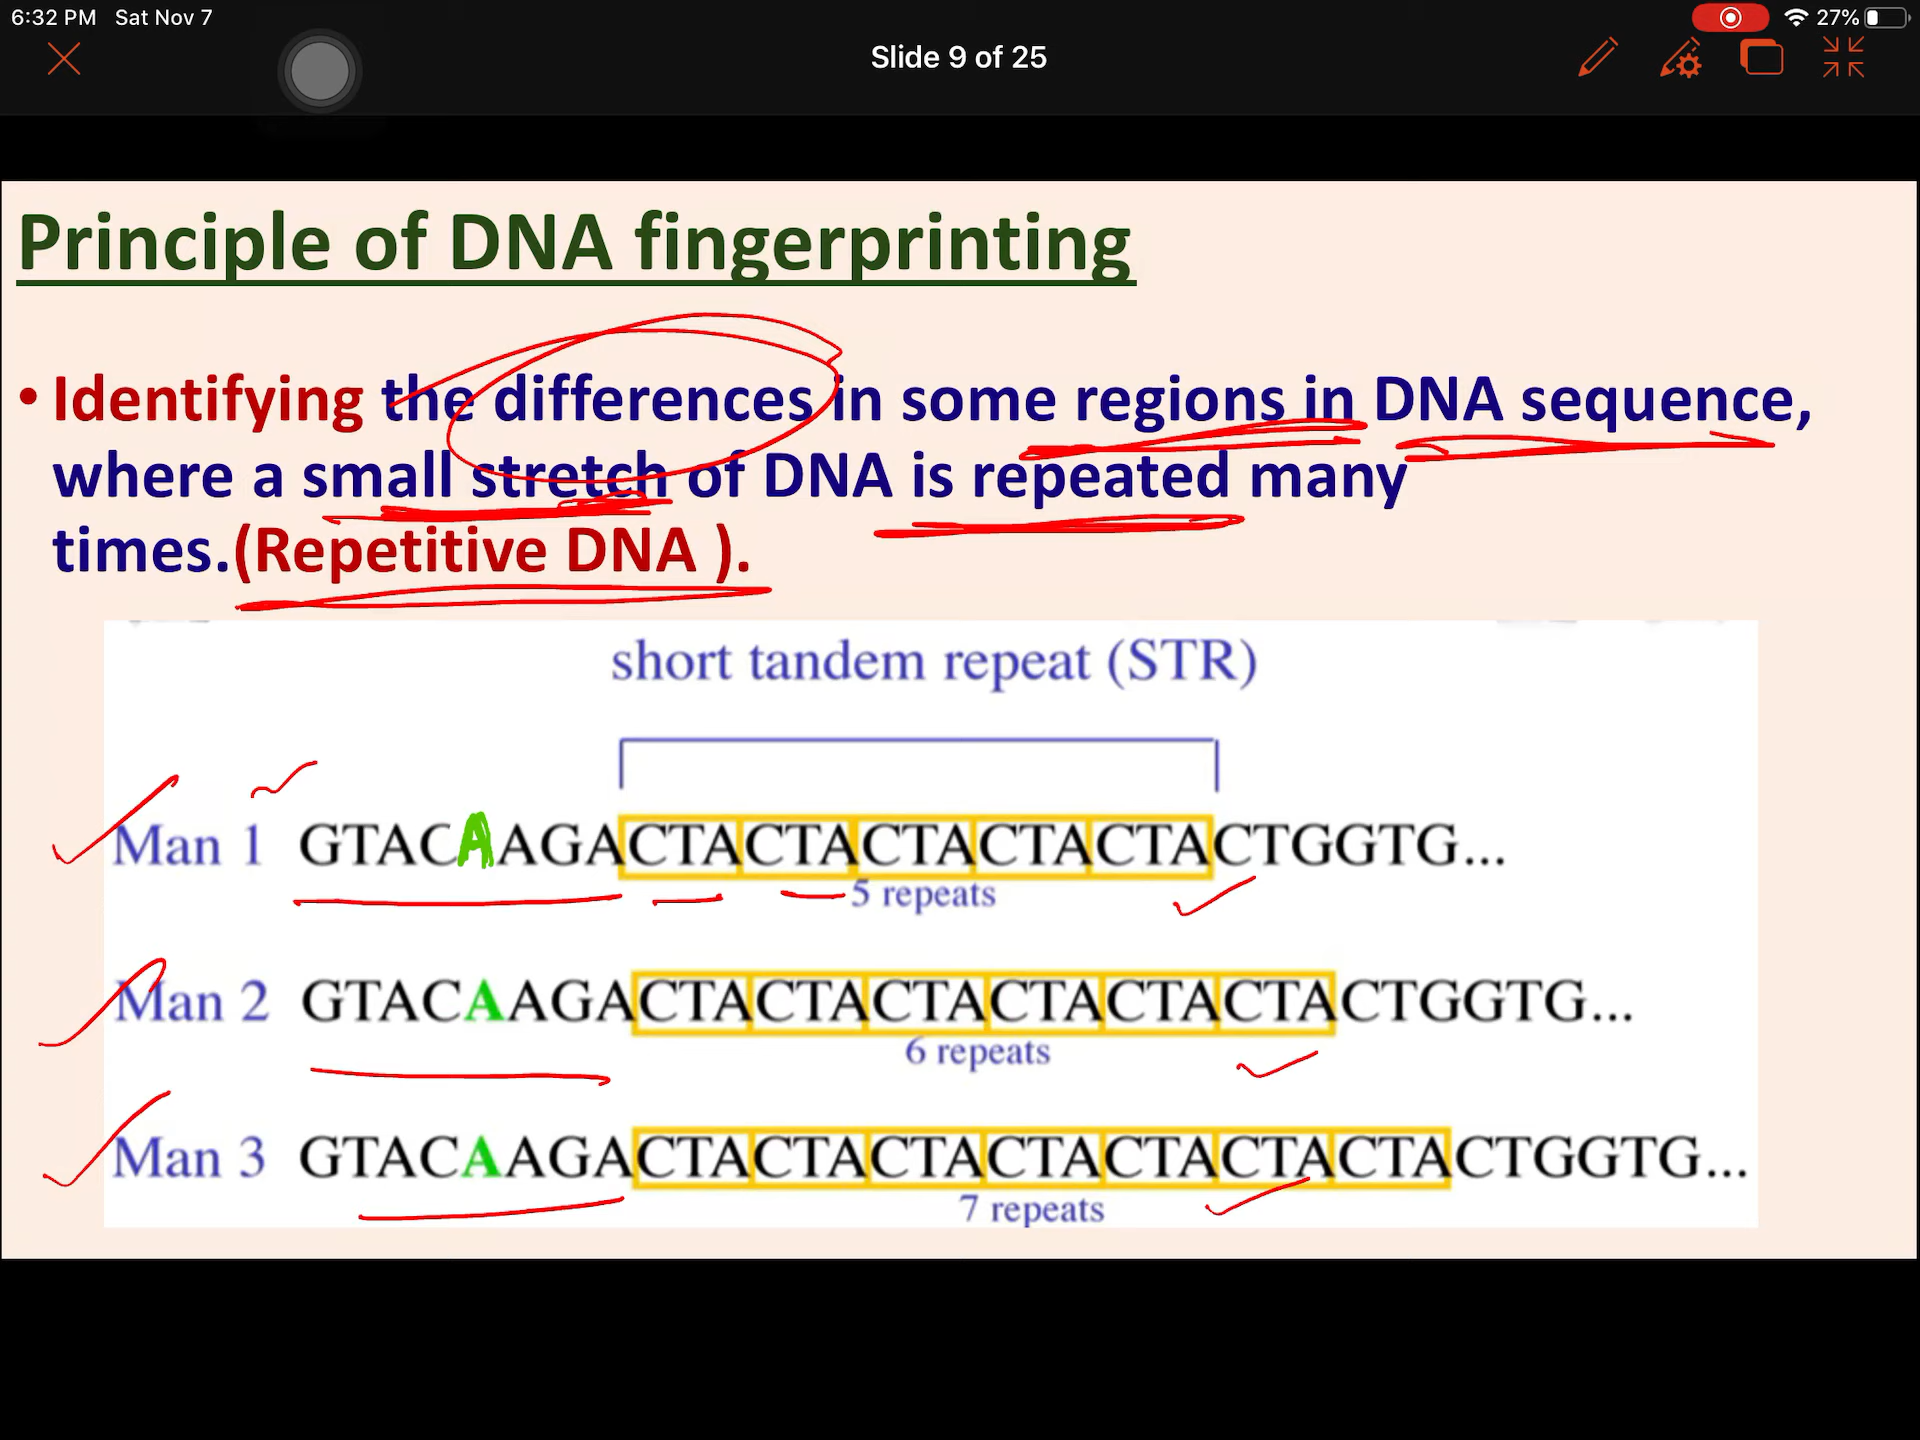 6:32 PM Sat Nov 7
27%
Slide 9 of 25
Principle of DNA fingerprinting
• Identifying the differences in some regions in DNA sequence,
where a small stretch of DNA is repeated many
times.(Repetitive DNA ).
short tandem repeat (STR)
Man 1 GTACAAGACTACTACTACTACTACTGGTG...
5 repeats
Man 2 GTACAAGACTACTACTACTACTACTACTGGTG...
6 repeats
Man 3 GTACAAGACTACTACTACTACTACTACTACTGGTG...
7 repeats